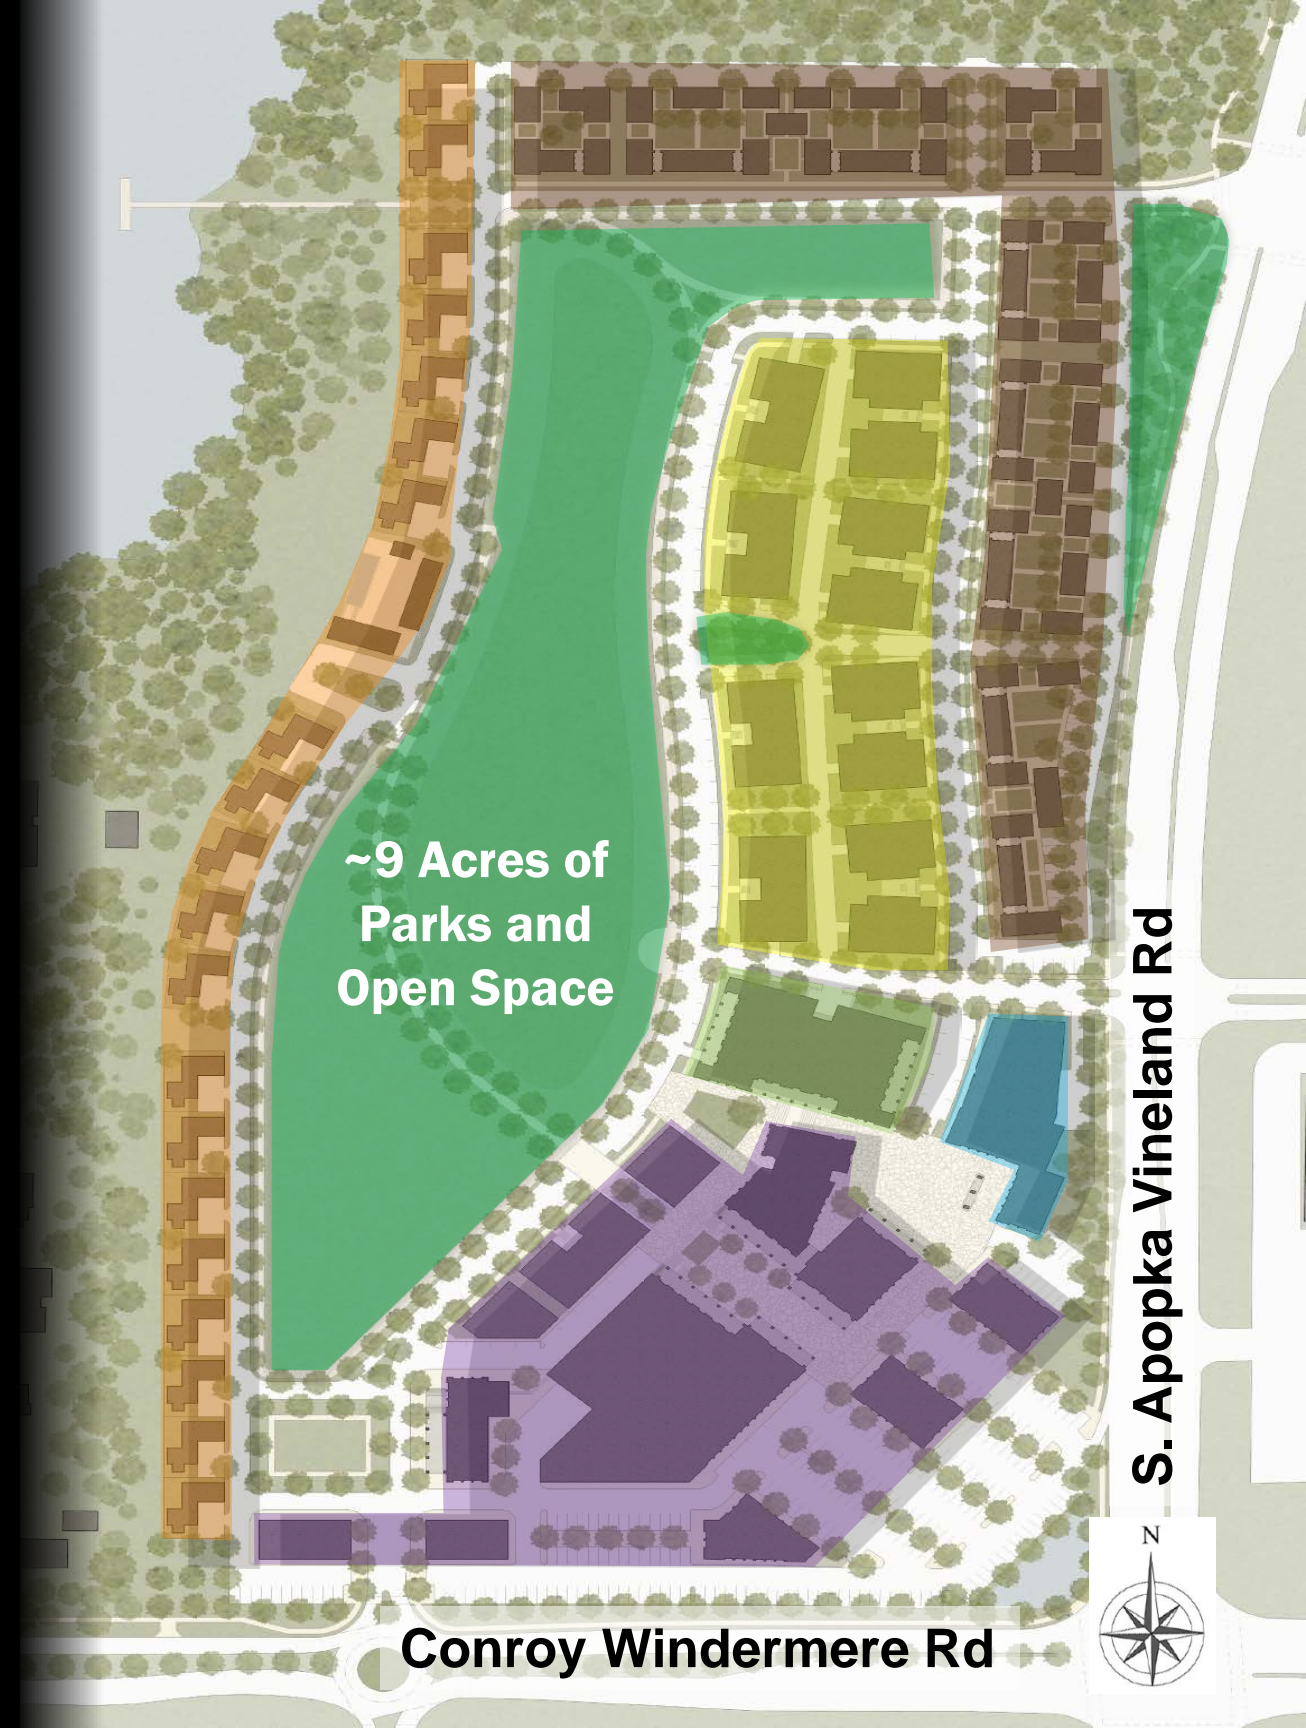 ~9 Acres of
Parks and
Open Space
S. Apopka Vineland Rd
N
Conroy Windermere Rd